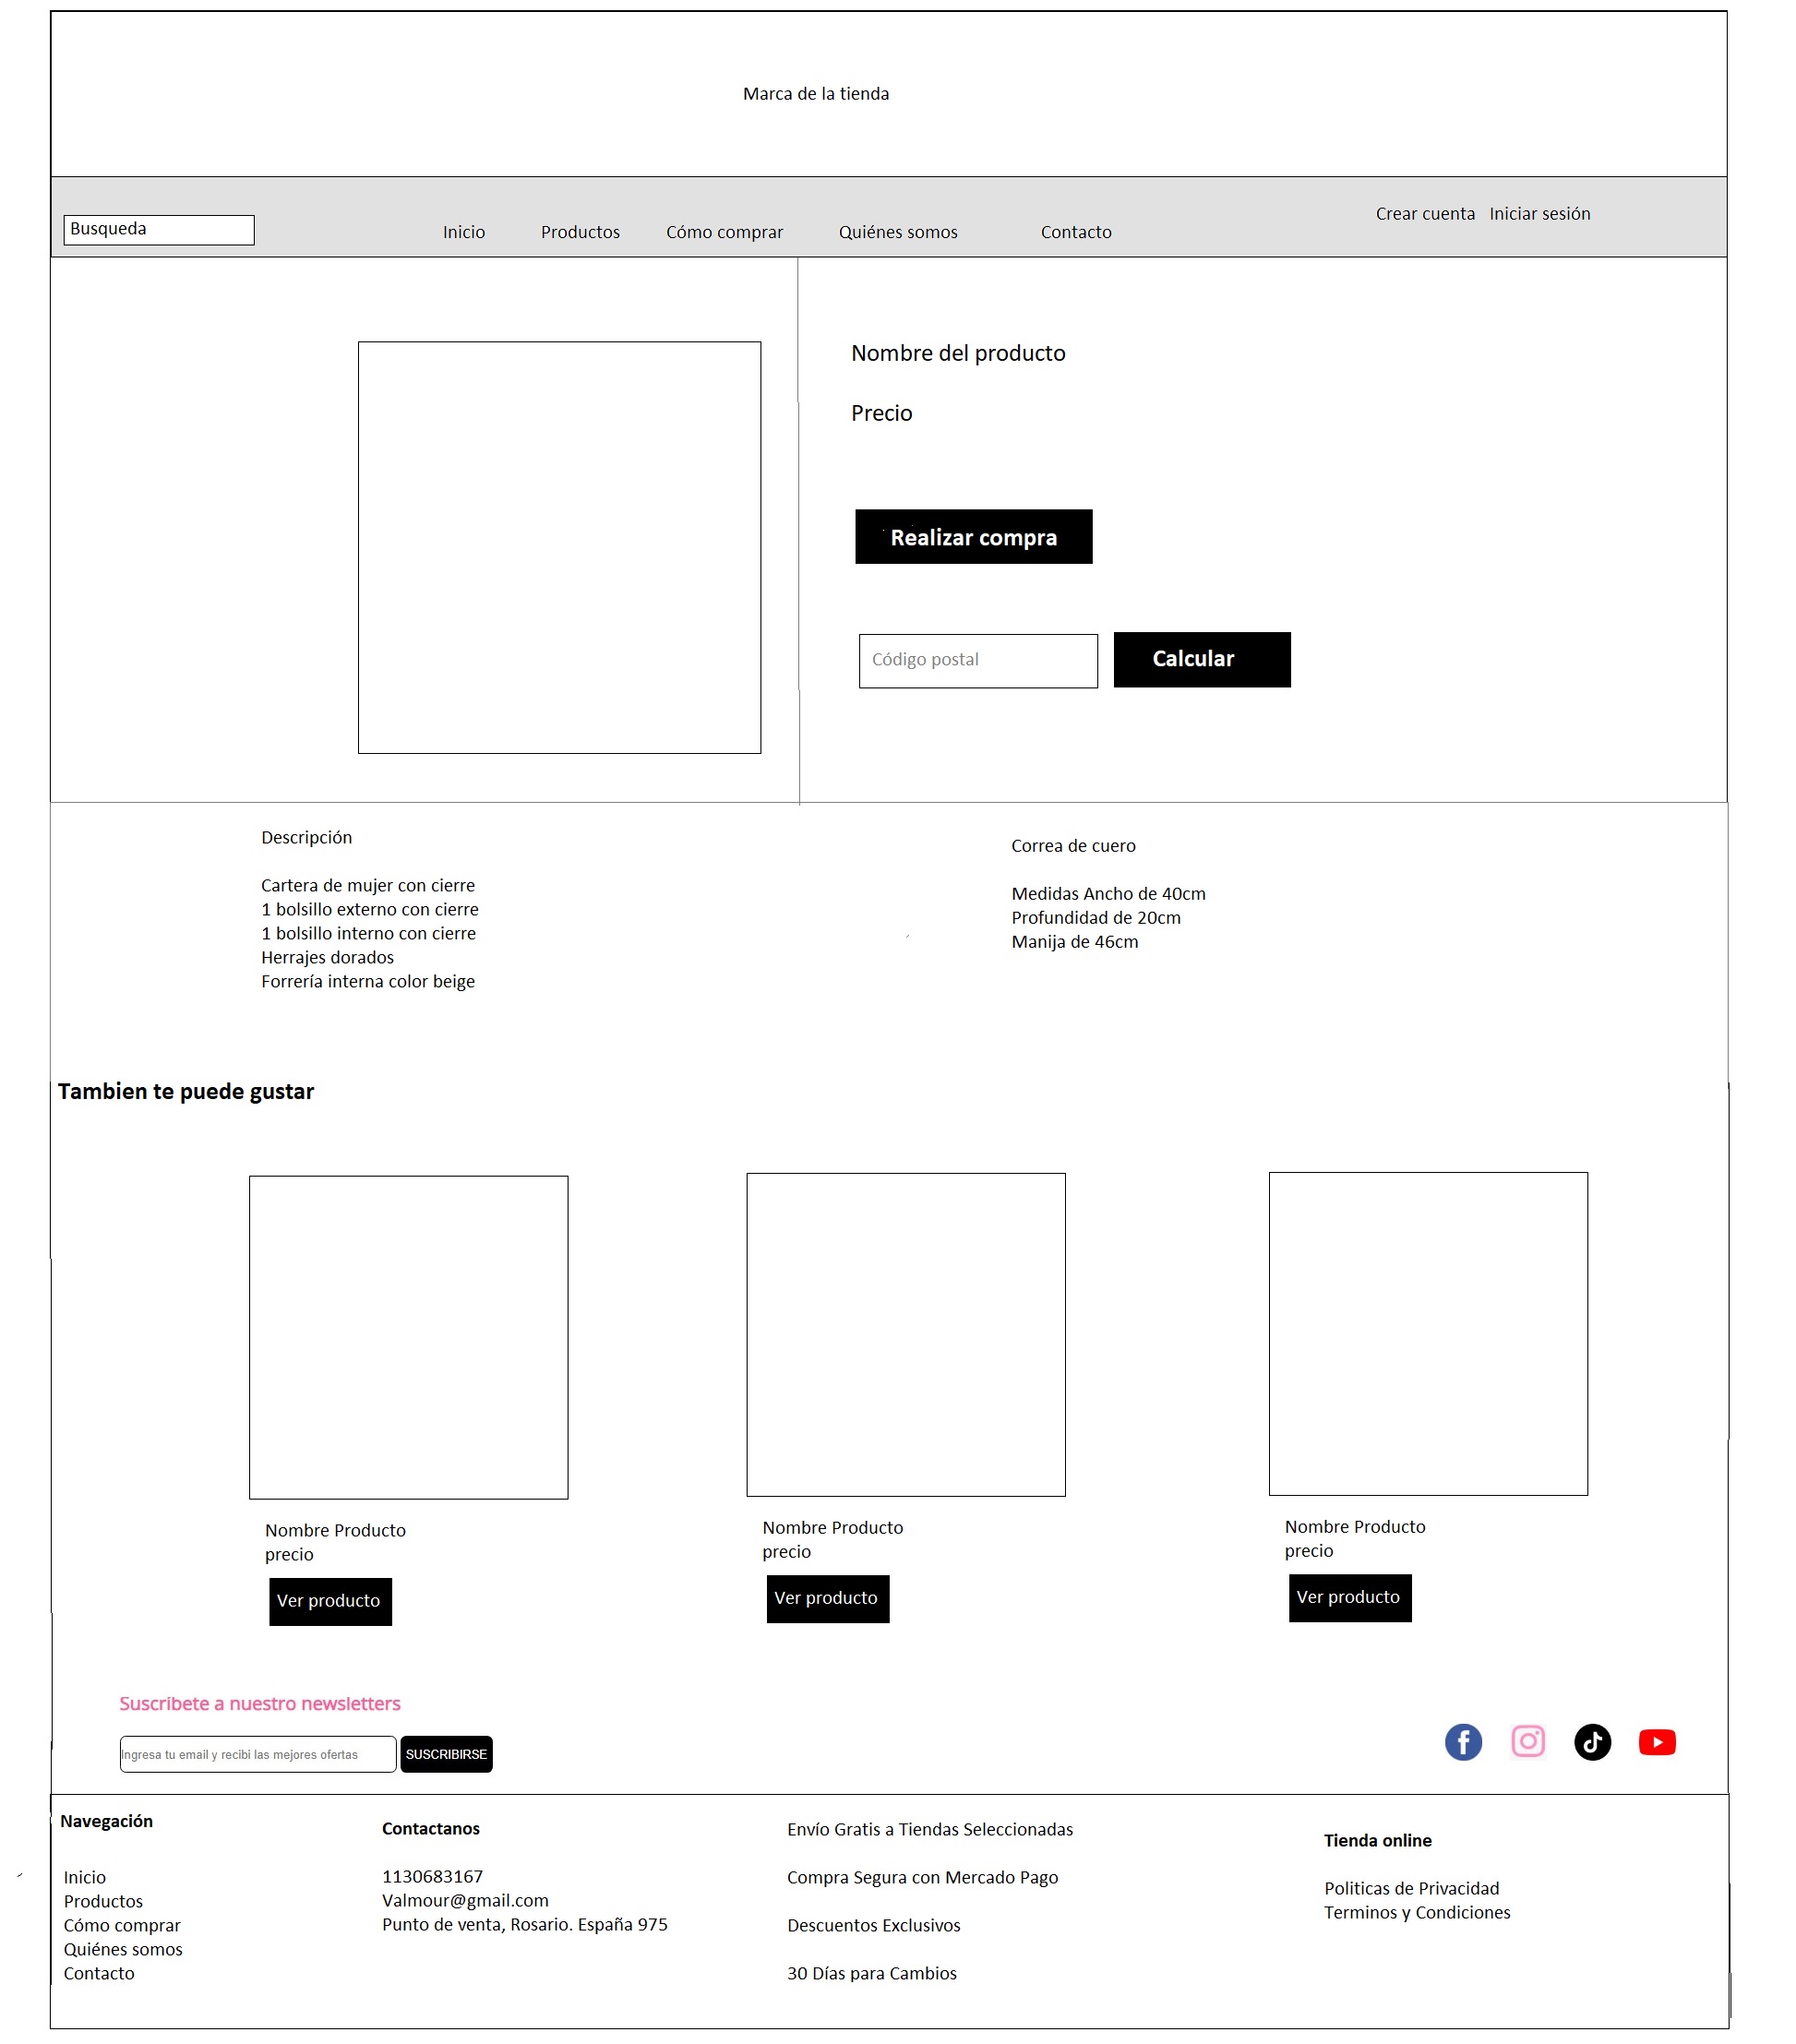 Marca de la tienda
Busqueda
Inicio
Productos
Cómo comprar
Quiénes somos
Contacto
Crear cuenta
Iniciar sesión
Nombre del producto
Precio
Realizar compra
Código postal
Calcular
Descripción
Cartera de mujer con cierre
1 bolsillo externo con cierre
1 bolsillo interno con cierre
Herrajes dorados
Forrería interna color beige
Correa de cuero
Medidas Ancho de 40cm
Profundidad de 20cm
Manija de 46cm
Tambien te puede gustar
Nombre Producto
precio
Ver producto
Nombre Producto
precio
Ver producto
Nombre Producto
precio
Ver producto
Suscríbete a nuestro newsletters
Ingresa tu email y recibi las mejores ofertas
SUSCRIBIRSE
Navegación
Inicio
Productos
Cómo comprar
Quiénes somos
Contacto
Contactanos
1130683167
Valmour@gmail.com
Punto de venta, Rosario. España 975
Envío Gratis a Tiendas Seleccionadas
Compra Segura con Mercado Pago
Descuentos Exclusivos
30 Días para Cambios
Tienda online
Politicas de Privacidad
Terminos y Condiciones